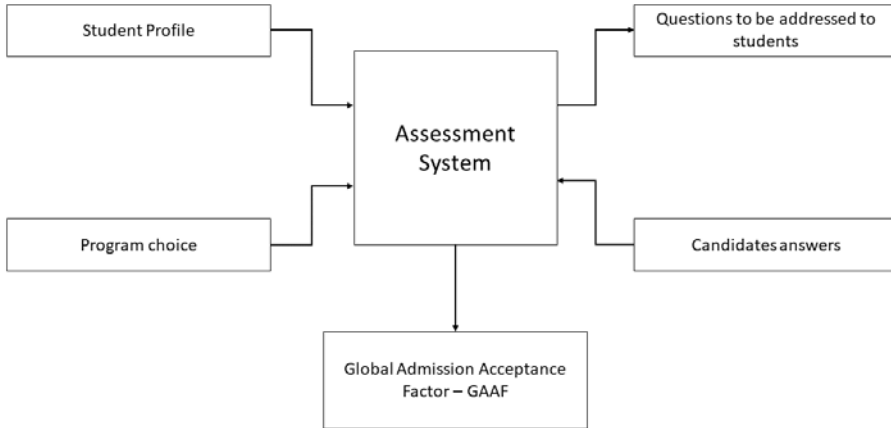 Student Profile
Questions to be addressed to
students
Assessment
System
Program choice
Candidates answers
Global Admission Acceptance
Factor – GAAF